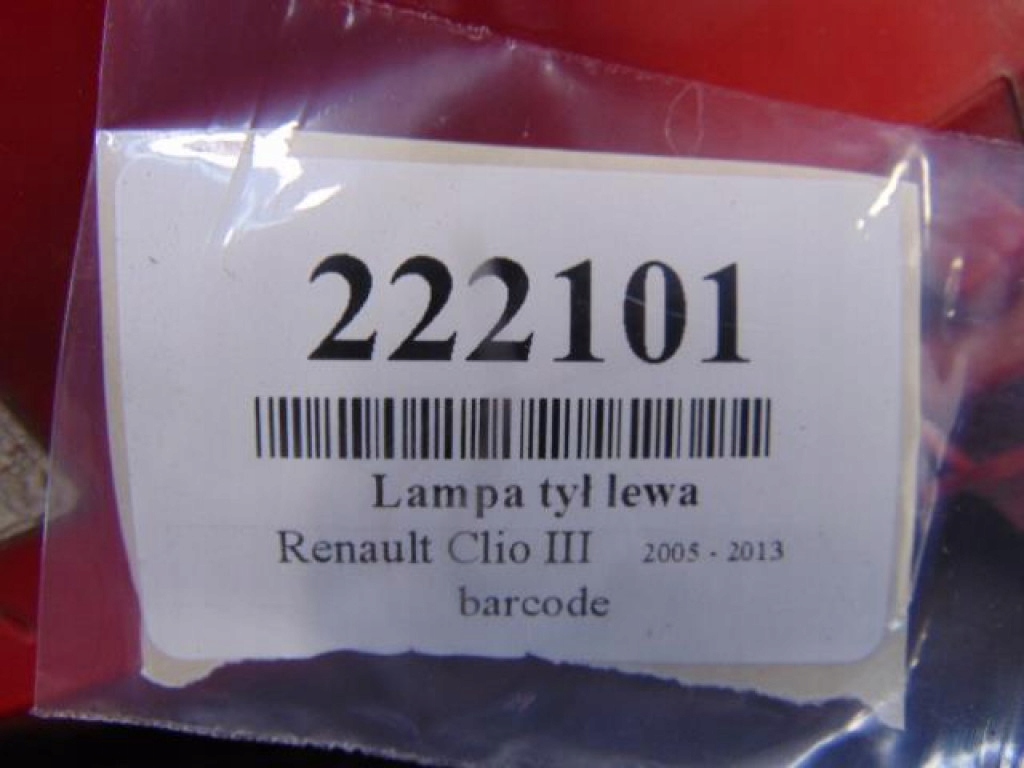 222101
Lampa tył lewa
Renault Clio III 2005 - 2013
barcode